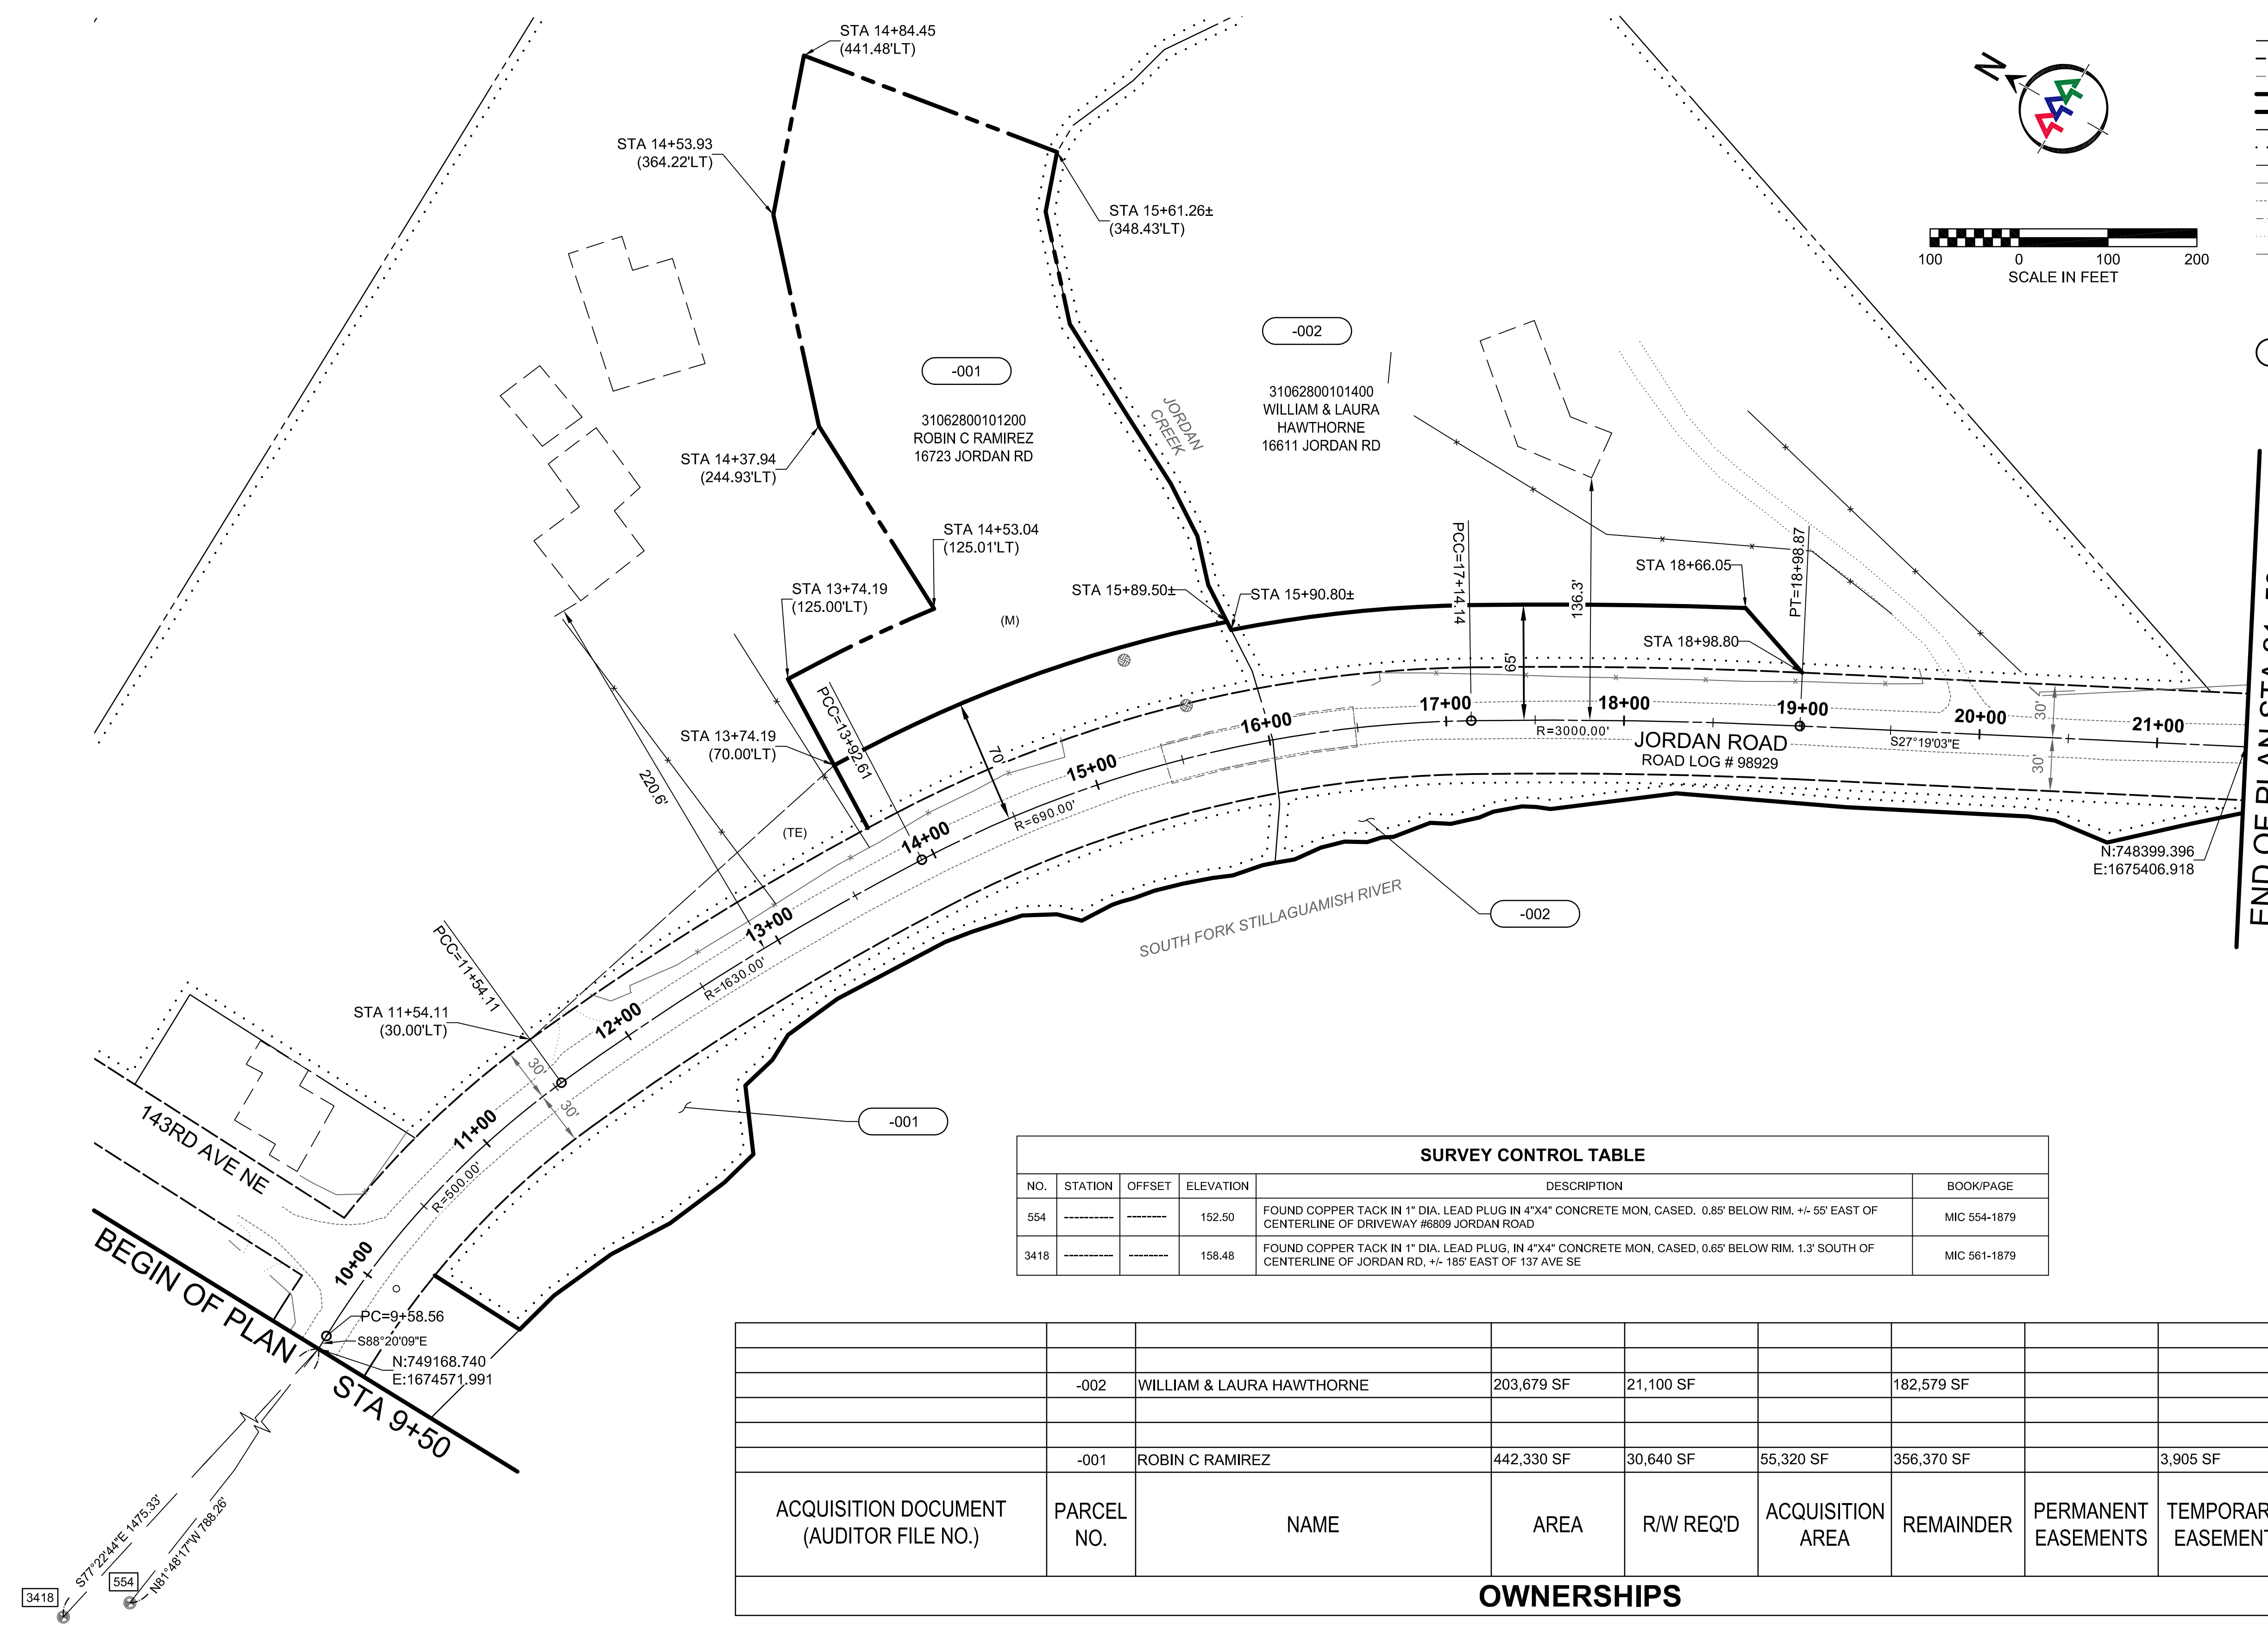 STA 14+84.45
(441.48'LT)
N
STA 14+53.93
(364.22'LT)
STA 15+61.26±
(348.43'LT)
100 0 100 200
SCALE IN FEET
-002
31062800101400
WILLIAM & LAURA
HAWTHORNE
16611 JORDAN RD
-001
31062800101200
ROBIN C RAMIREZ
16723 JORDAN RD
JORDAN
CREEK
STA 14+37.94
(244.93'LT)
STA 14+53.04
(125.01'LT)
STA 13+74.19
(125.00'LT)
(M)
STA 15+89.50±
STA 15+90.80±
PCC=17+14.14
136.3'
65'
STA 18+66.05
PT=18+98.87
STA 18+98.80
STA 13+74.19
(70.00'LT)
PCC=13+92.61
70'
220.6'
(TE)
10+00
11+00
12+00
13+00
14+00
15+00
16+00
17+00
18+00
19+00
20+00
21+00
R=500.00'
R=1630.00'
R=690.00'
R=3000.00'
JORDAN ROAD
ROAD LOG # 98929
S27°19'03"E
30'
30'
N:748399.396
E:1675406.918
END OF PLAN STA 21+50
-002
SOUTH FORK STILLAGUAMISH RIVER
PCC=11+54.11
STA 11+54.11
(30.00'LT)
30'
30'
-001
143RD AVE NE
BEGIN OF PLAN
STA 9+50
PC=9+58.56
S88°20'09"E
N:749168.740
E:1674571.991
S77°22'44"E 1475.33'
N81°48'17"W 788.26'
3418
554
SURVEY CONTROL TABLE
NO. STATION OFFSET ELEVATION DESCRIPTION BOOK/PAGE
554 ---------- -------- 152.50 FOUND COPPER TACK IN 1" DIA. LEAD PLUG IN 4"X4" CONCRETE MON, CASED. 0.85' BELOW RIM. +/- 55' EAST OF MIC 554-1879
CENTERLINE OF DRIVEWAY #6809 JORDAN ROAD
3418 ---------- -------- 158.48 FOUND COPPER TACK IN 1" DIA. LEAD PLUG, IN 4"X4" CONCRETE MON, CASED, 0.65' BELOW RIM. 1.3' SOUTH OF MIC 561-1879
CENTERLINE OF JORDAN RD, +/- 185' EAST OF 137 AVE SE
-002 WILLIAM & LAURA HAWTHORNE 203,679 SF 21,100 SF 182,579 SF
-001 ROBIN C RAMIREZ 442,330 SF 30,640 SF 55,320 SF 356,370 SF 3,905 SF
ACQUISITION DOCUMENT
(AUDITOR FILE NO.)
PARCEL
NO.
NAME
AREA
R/W REQ'D
ACQUISITION
AREA
REMAINDER
PERMANENT
EASEMENTS
TEMPORAR
EASEMENT
OWNERSHIPS